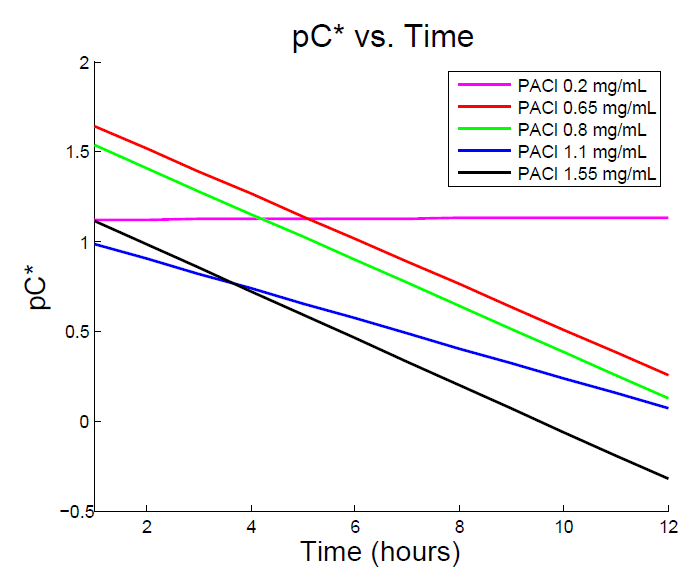 pC* vs. Time
2
1.5
1
0.5
0
−0.5
pC*
PACl 0.2 mg/mL
PACl 0.65 mg/mL
PACl 0.8 mg/mL
PACl 1.1 mg/mL
PACl 1.55 mg/mL
2 4 6 8 10 12
Time (hours)